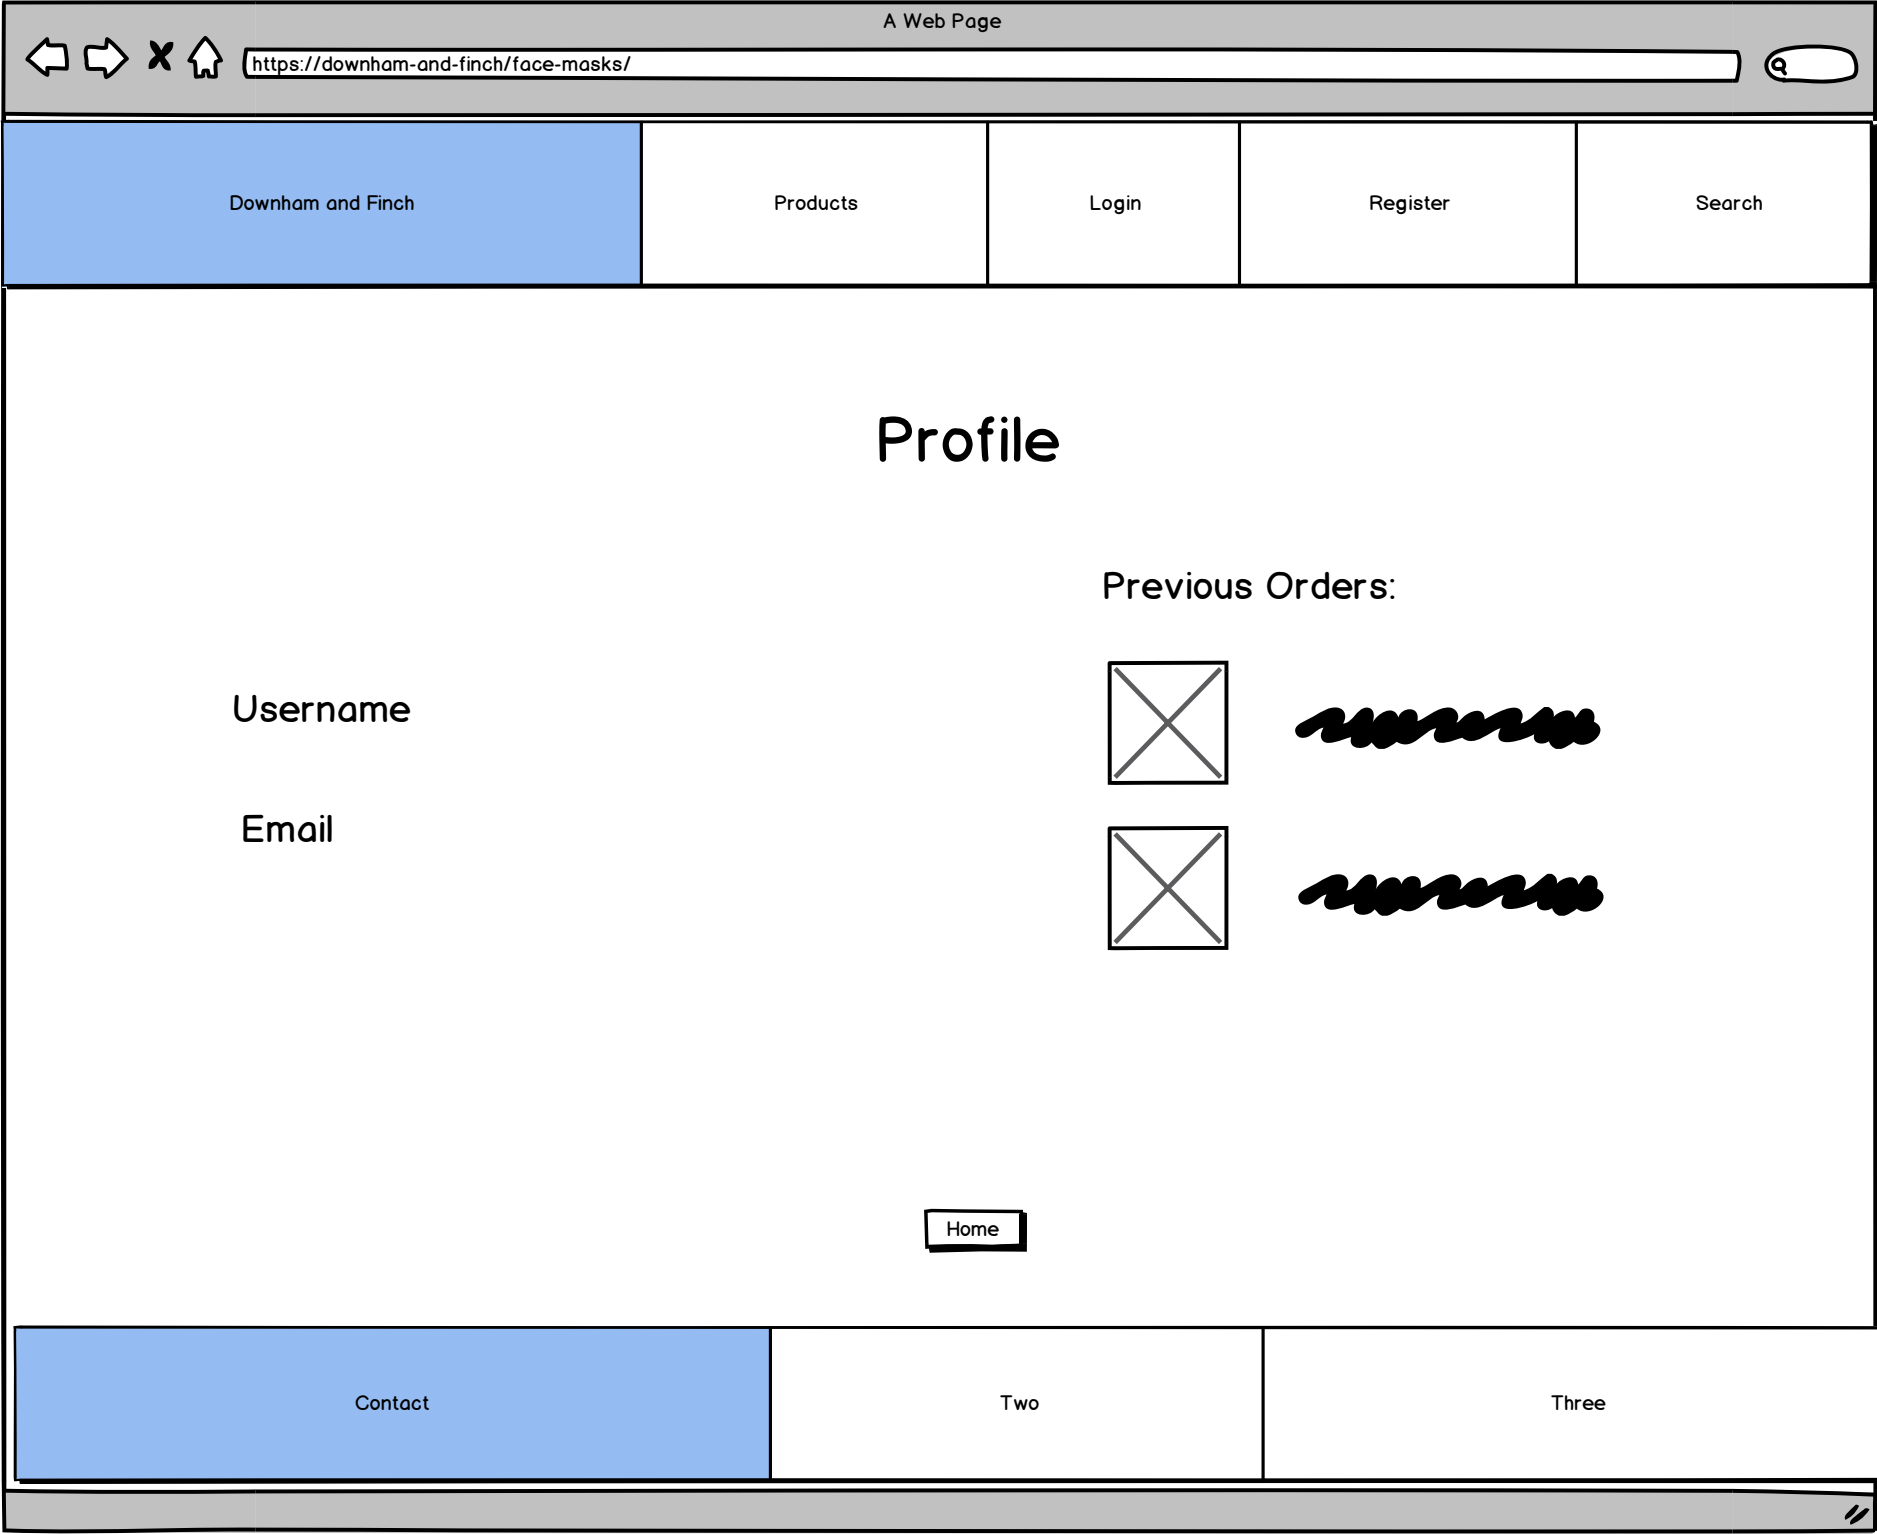 A Web Page
https://downham-and-finch/face-masks/
Downham and Finch
Products
Login
Register
Search
Profile
Previous Orders:
Username
Email
Home
Contact
Two
Three